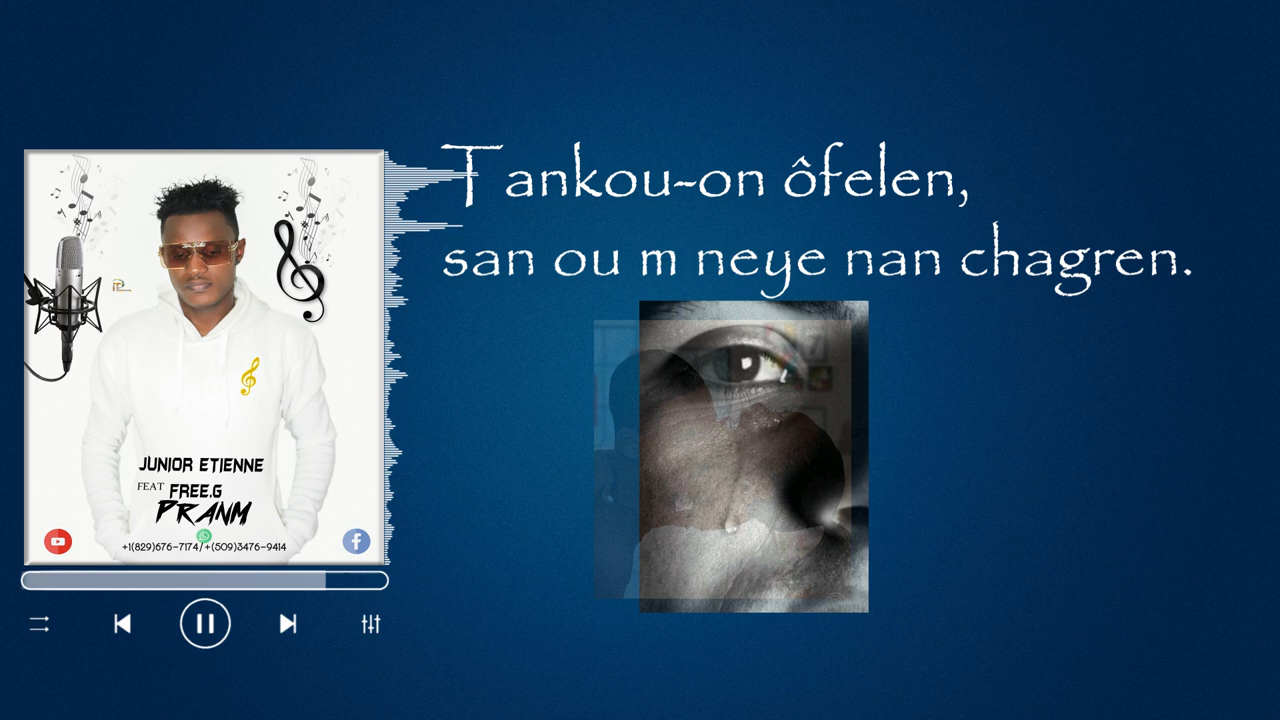 Tankou-on ôfelen,
san ou m neye nan chagren.
JUNIOR ETIENNE
FEAT FREE.G
PRANM
+1(829)676-7174/+(509)3476-9414